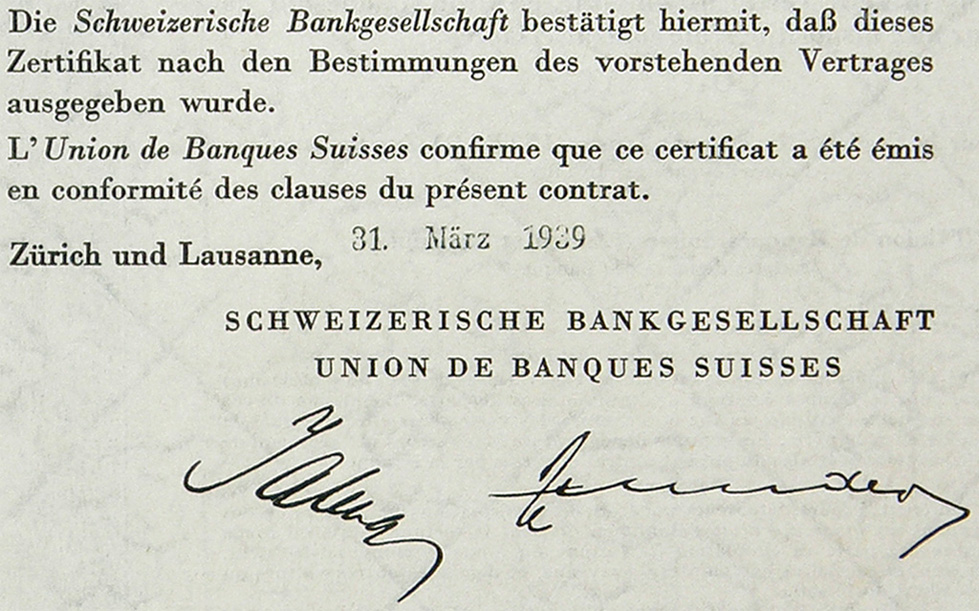 Die Schweizerische Bankgesellschaft bestätigt hiermit, daß dieses
Zertifikat nach den Bestimmungen des vorstehenden Vertrages
ausgegeben wurde.
L' Union de Banques Suisses confirme que ce certificat a été émis
en conformité des clauses du présent contrat.
Zürich und Lausanne, 31. März 1939
SCHWEIZERISCHE BANKGESELLSCHAFT
UNION DE BANQUES SUISSES